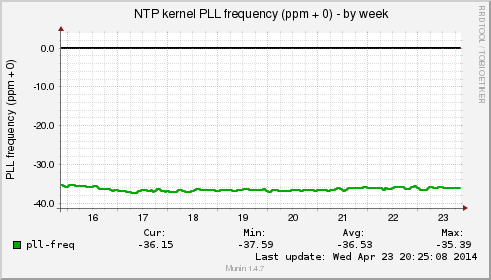 NTP kernel PLL frequency (ppm + 0) - by week
RRDTOOL / TOBI OETIKER
PLL frequency (ppm + 0)
0.0
-10.0
-20.0
-30.0
-40.0
16 17 18 19 20 21 22 23
Cur: Min: Avg: Max:
pll-freq -36.15 -37.59 -36.53 -35.39
Last update: Wed Apr 23 20:25:08 2014
Munin 1.4.7